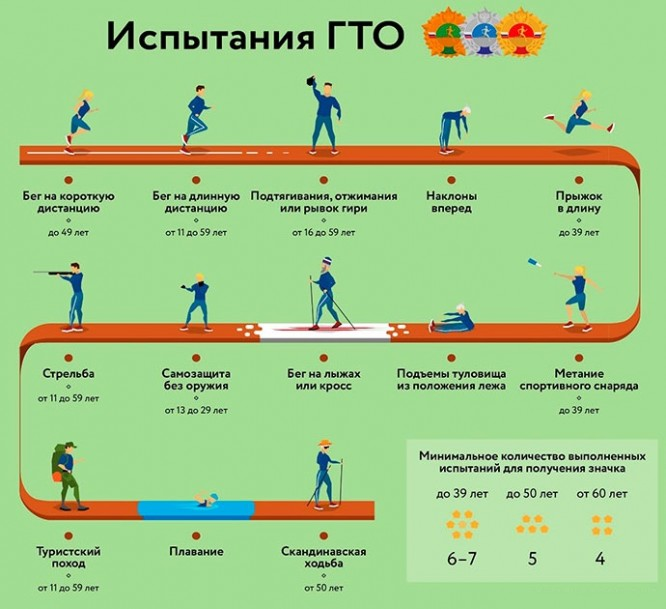 Испытания ГТО
Бег на короткую
дистанцию
до 49 лет
Бег на длинную
дистанцию
от 11 до 59 лет
Подтягивания, отжимания
или рывок гири
от 16 до 59 лет
Наклоны
вперед
Прыжок
в длину
до 39 лет
Стрельба
от 11 до 59 лет
Самозащита
без оружия
от 13 до 29 лет
Бег на лыжах
или кросс
Подъемы туловища
из положения лежа
Метание
спортивного снаряда
до 39 лет
Туристский
поход
от 11 до 59 лет
Плавание
Скандинавская
ходьба
от 50 лет
Минимальное количество выполненных
испытаний для получения значка
до 39 лет до 50 лет от 60 лет
6–7 5 4